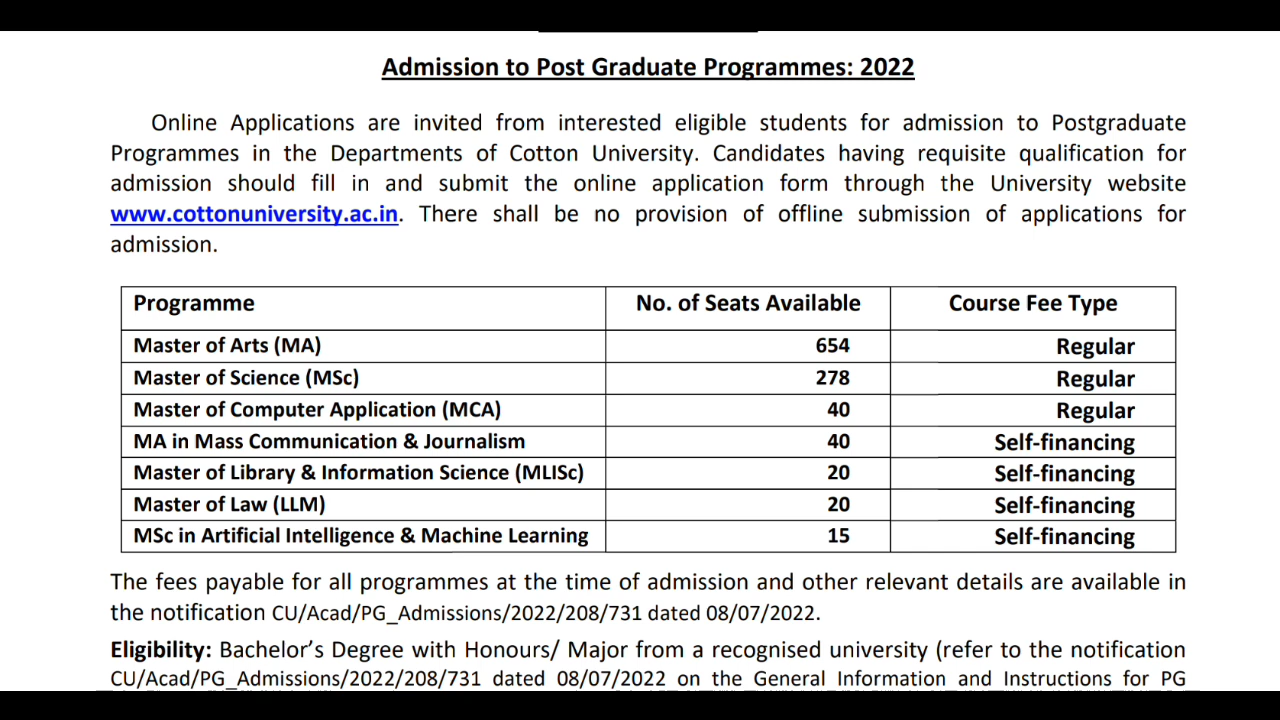 Admission to Post Graduate Programmes: 2022
Online Applications are invited from interested eligible students for admission to Postgraduate
Programmes in the Departments of Cotton University. Candidates having requisite qualification for
admission should fill in and submit the online application form through the University website
www.cottonuniversity.ac.in. There shall be no provision of offline submission of applications for
admission.
Programme No. of Seats Available Course Fee Type
Master of Arts (MA) 654 Regular
Master of Science (MSc) 278 Regular
Master of Computer Application (MCA) 40 Regular
MA in Mass Communication & Journalism 40 Self-financing
Master of Library & Information Science (MLISc) 20 Self-financing
Master of Law (LLM) 20 Self-financing
MSc in Artificial Intelligence & Machine Learning 15 Self-financing
The fees payable for all programmes at the time of admission and other relevant details are available in
the notification CU/Acad/PG_Admissions/2022/208/731 dated 08/07/2022.
Eligibility: Bachelor's Degree with Honours/ Major from a recognised university (refer to the notification
CU/Acad/PG_Admissions/2022/208/731 dated 08/07/2022 on the General Information and Instructions for PG